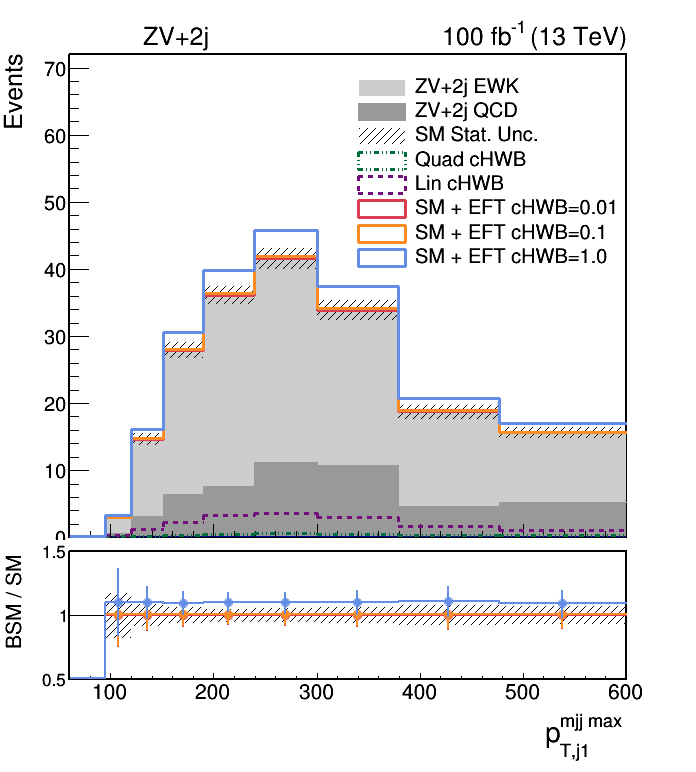 ZV+2j 100 fb-1 (13 TeV)
Events
70
60
50
40
30
20
10
0
ZV+2j EWK
ZV+2j QCD
SM Stat. Unc.
Quad cHWB
Lin cHWB
SM + EFT cHWB=0.01
SM + EFT cHWB=0.1
SM + EFT cHWB=1.0
BSM / SM
1.5
1
0.5
100 200 300 400 500 600
p mjj max T,j1